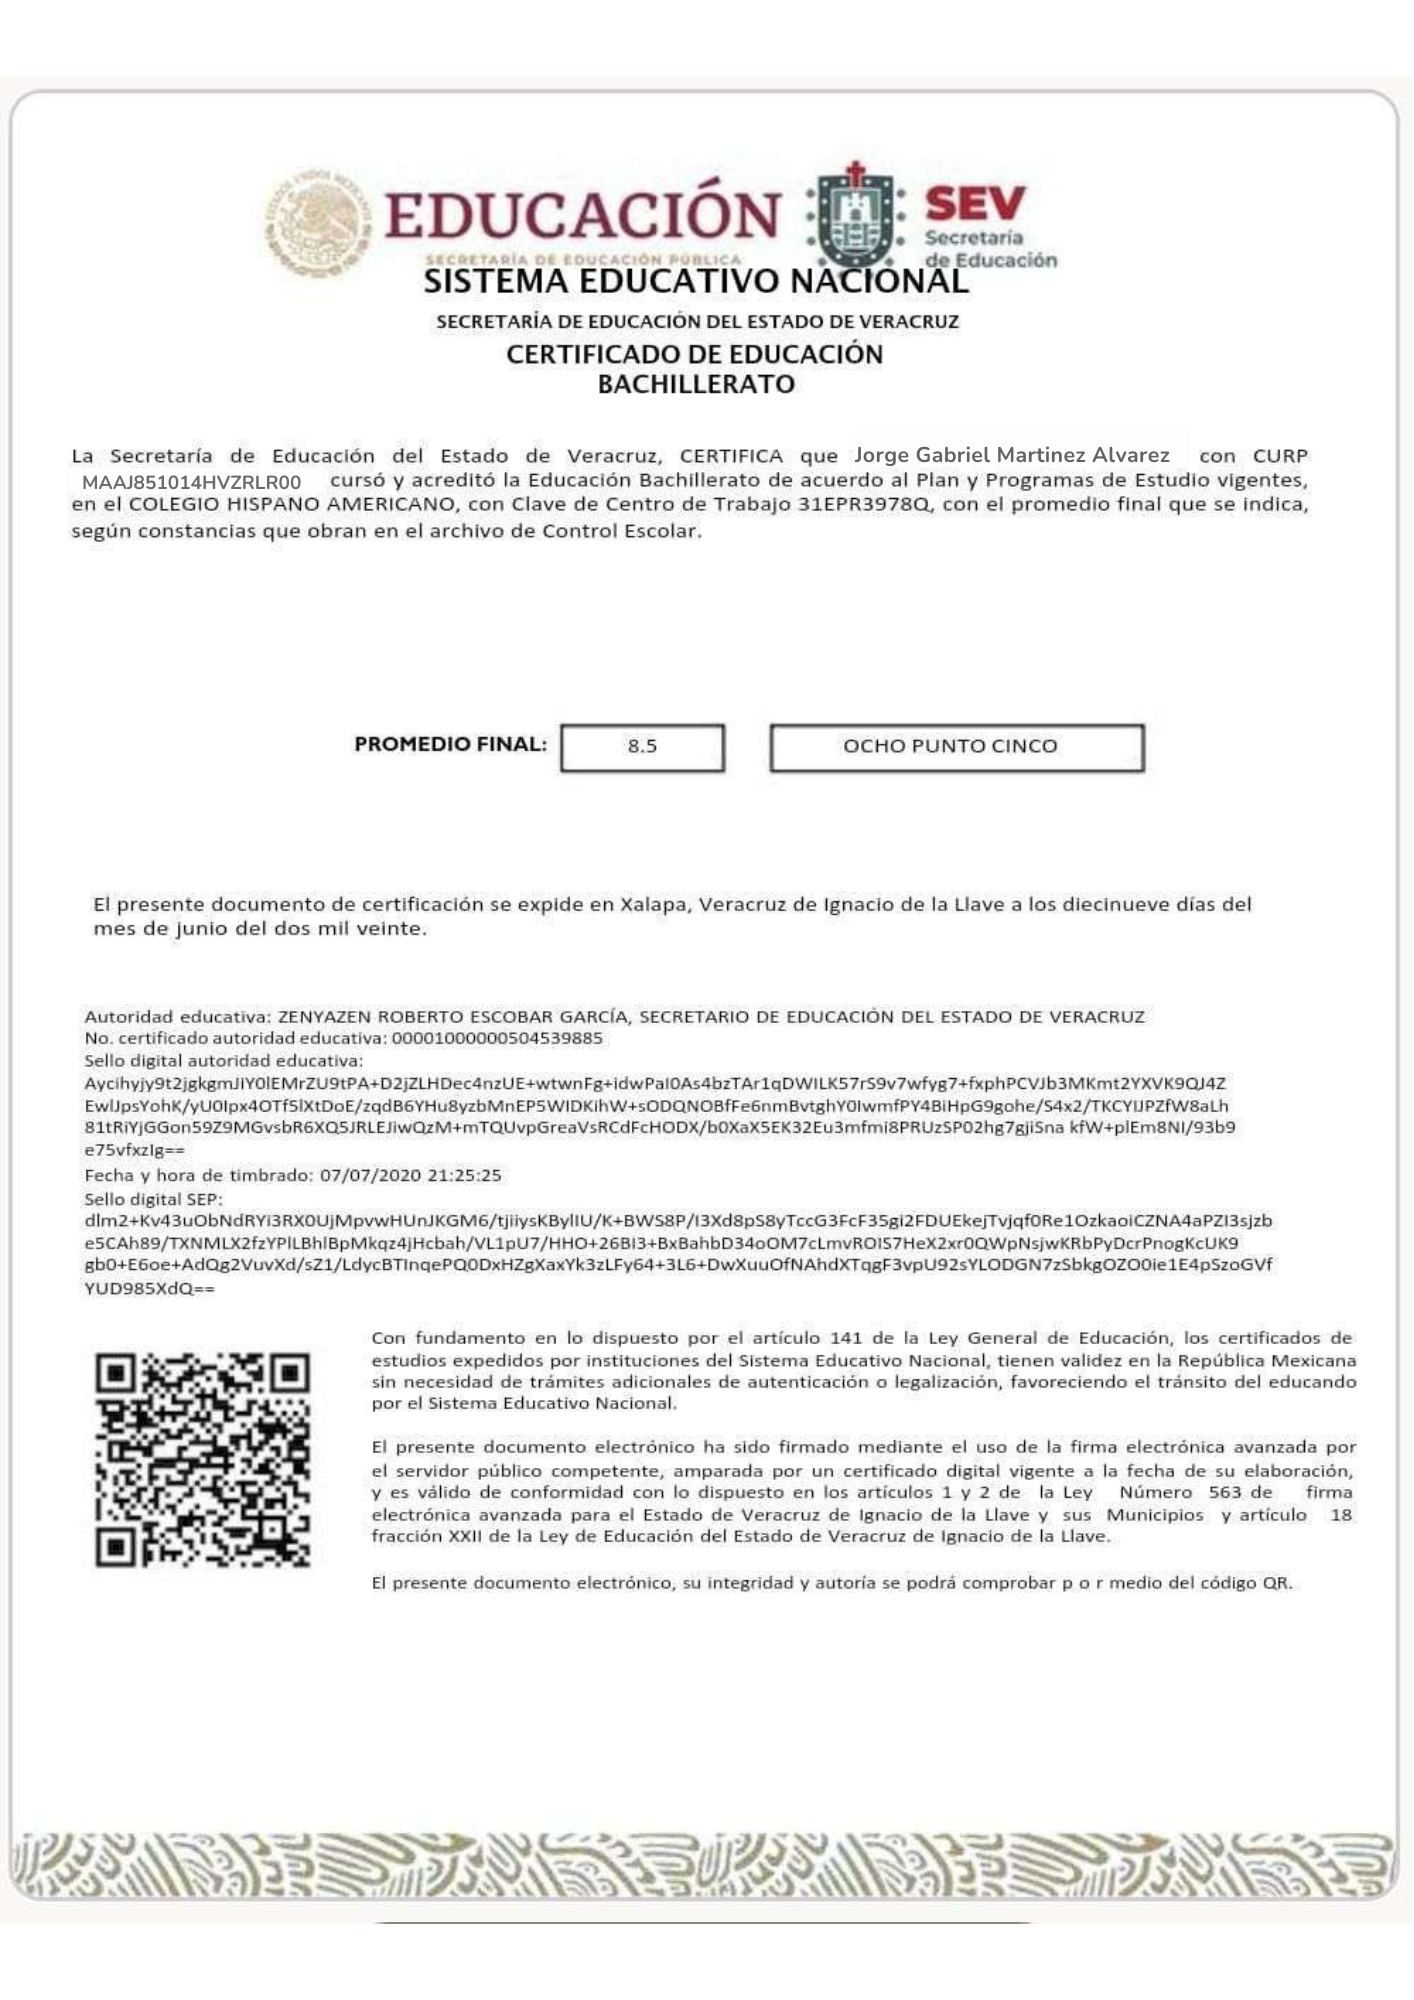 ESTADOS UNIDOS MEXICANOS
EDUCACIÓN
SECRETARÍA DE EDUCACIÓN PÚBLICA
SEV
Secretaría
de Educación
SISTEMA EDUCATIVO NACIONAL
SECRETARÍA DE EDUCACIÓN DEL ESTADO DE VERACRUZ
CERTIFICADO DE EDUCACIÓN
BACHILLERATO
La Secretaría de Educación del Estado de Veracruz, CERTIFICA que Jorge Gabriel Martinez Alvarez con CURP
MAAJ851014HVZRLR00 cursó y acreditó la Educación Bachillerato de acuerdo al Plan y Programas de Estudio vigentes,
en el COLEGIO HISPANO AMERICANO, con Clave de Centro de Trabajo 31EPR3978Q, con el promedio final que se indica,
según constancias que obran en el archivo de Control Escolar.
PROMEDIO FINAL: 8.5 OCHO PUNTO CINCO
El presente documento de certificación se expide en Xalapa, Veracruz de Ignacio de la Llave a los diecinueve días del
mes de junio del dos mil veinte.
Autoridad educativa: ZENYAZEN ROBERTO ESCOBAR GARCÍA, SECRETARIO DE EDUCACIÓN DEL ESTADO DE VERACRUZ
No. certificado autoridad educativa: 00001000000504539885
Sello digital autoridad educativa:
Aycihyjy9t2jgkgmJiY0lEMrZU9tPA+D2jZLHDec4nzUE+wtwnFg+idwPaI0As4bzTAr1qDWILK57rS9v7wfyg7+fxphPCVJb3MKmt2YXVK9QJ4Z
EwlJpsYohK/yU0Ipx4OTf5lXtDoE/zqdB6YHu8yzbMnEP5WIDKihW+sODQNOBfFe6nmBvtghY0IwmfPY4BiHpG9gohe/S4x2/TKCYIJPZfW8aLh
81tRiYjGGon59Z9MGvsbR6XQ5JRLEJiwQzM+mTQUvpGreaVsRCdFcHODX/b0XaX5EK32Eu3mfmi8PRUzSP02hg7gjiSna kfW+plEm8NI/93b9
e75vfxzIg==
Fecha y hora de timbrado: 07/07/2020 21:25:25
Sello digital SEP:
dlm2+Kv43uObNdRYi3RX0UjMpvwHUnJKGM6/tjiiysKBylIU/K+BWS8P/I3Xd8pS8yTccG3FcF35gi2FDUEkejTvjqf0Re1OzkaoiCZNA4aPZI3sjzb
e5CAh89/TXNMLX2fzYPlLBhlBpMkqz4jHcbah/VL1pU7/HHO+26BI3+BxBahbD34oOM7cLmvROIS7HeX2xr0QWpNsjwKRbPyDcrPnogKcUK9
gb0+E6oe+AdQg2VuvXd/sZ1/LdycBTInqePQ0DxHZgXaxYk3zLFy64+3L6+DwXuuOfNAhdXTqgF3vpU92sYLODGN7zSbkgOZO0ie1E4pSzoGVf
YUD985XdQ==
Con fundamento en lo dispuesto por el artículo 141 de la Ley General de Educación, los certificados de
estudios expedidos por instituciones del Sistema Educativo Nacional, tienen validez en la República Mexicana
sin necesidad de trámites adicionales de autenticación o legalización, favoreciendo el tránsito del educando
por el Sistema Educativo Nacional.
El presente documento electrónico ha sido firmado mediante el uso de la firma electrónica avanzada por
el servidor público competente, amparada por un certificado digital vigente a la fecha de su elaboración,
y es válido de conformidad con lo dispuesto en los artículos 1 y 2 de la Ley Número 563 de firma
electrónica avanzada para el Estado de Veracruz de Ignacio de la Llave y sus Municipios y artículo 18
fracción XXII de la Ley de Educación del Estado de Veracruz de Ignacio de la Llave.
El presente documento electrónico, su integridad y autoría se podrá comprobar p o r medio del código QR.